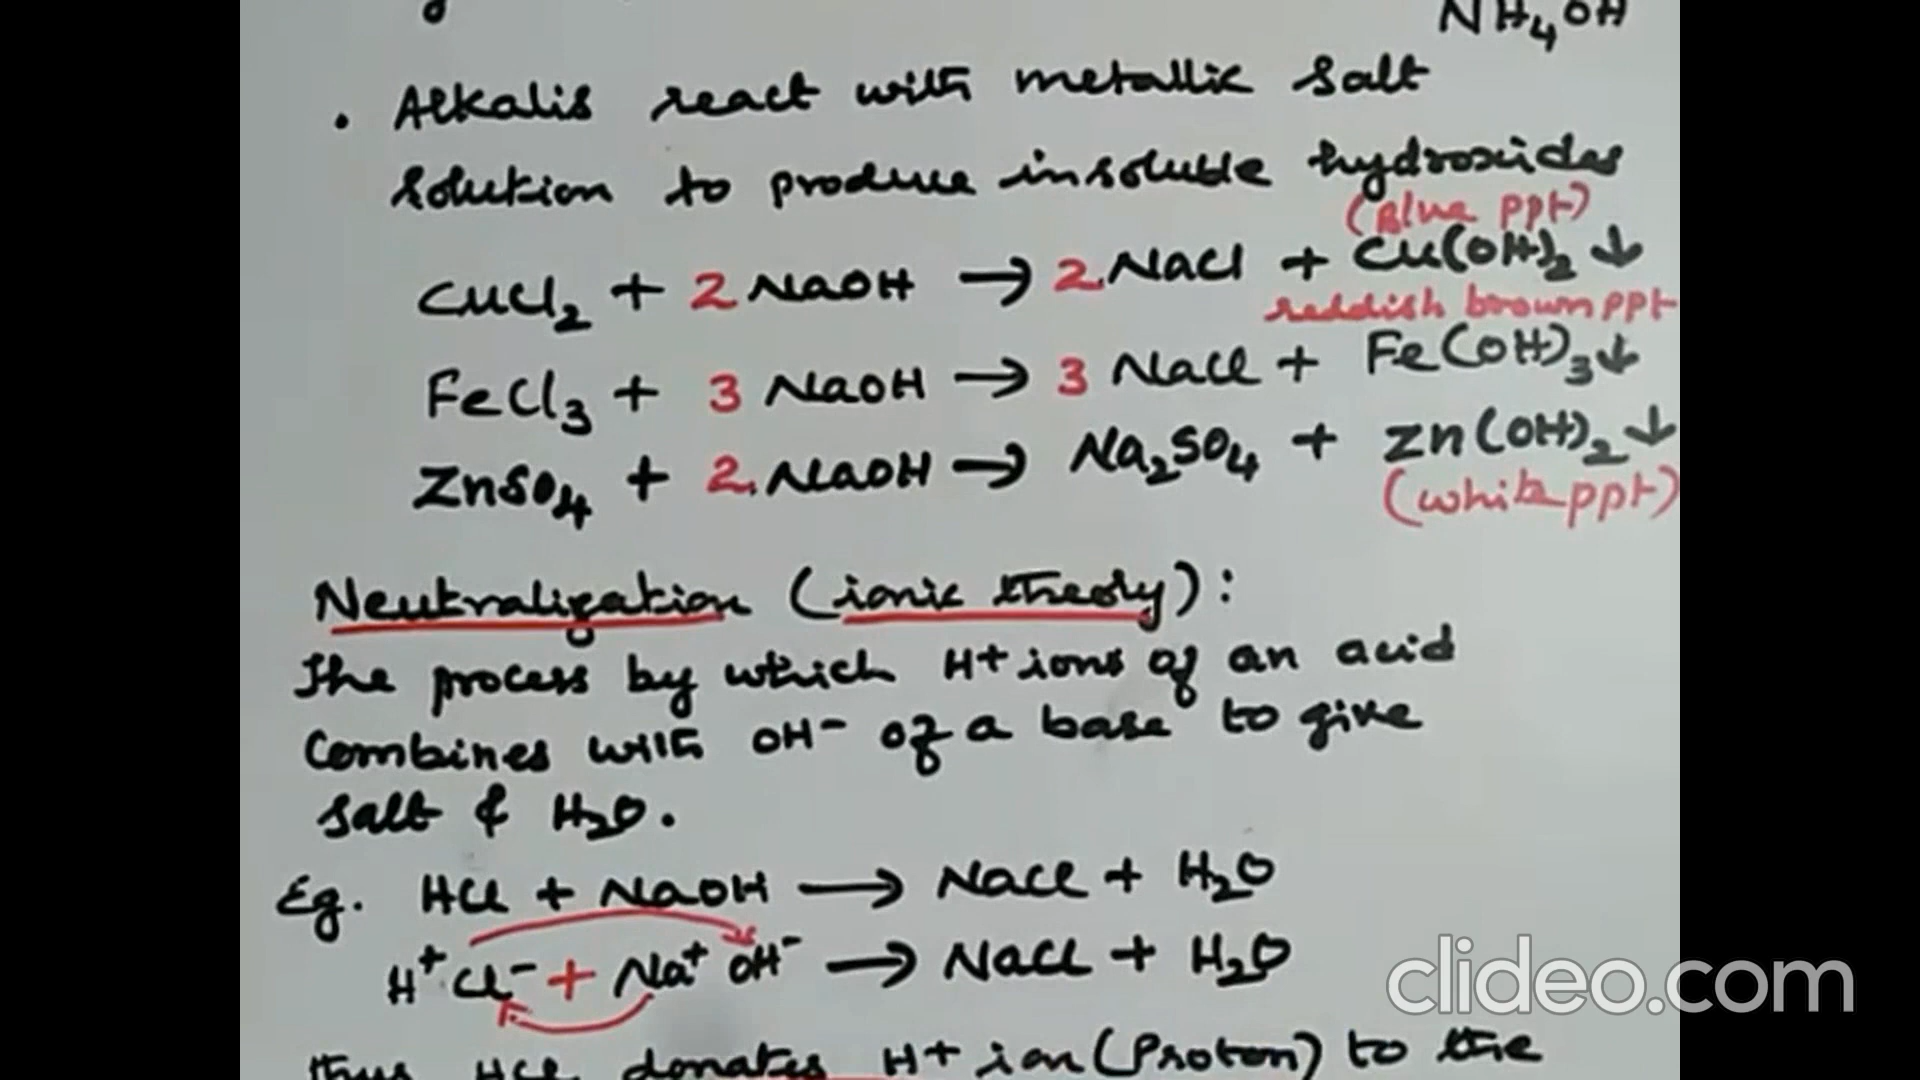 NH₄OH
. Alkalis react with metallic salt
solution to produce insoluble hydroxides
(Blue ppt)
CuCl₂ + 2 NaOH → 2 NaCl + Cu(OH)₂ ↓
reddish brown ppt
FeCl₃ + 3 NaOH → 3 NaCl + Fe(OH)₃ ↓
ZnSO₄ + 2 NaOH → Na₂SO₄ + Zn(OH)₂ ↓
(white ppt)
Neutralization (ionic theory):
The process by which H⁺ ions of an acid
combines with OH⁻ of a base to give
salt & H₂O.
Eg. HCl + NaOH → NaCl + H₂O
H⁺ Cl⁻ + Na⁺ OH⁻ → NaCl + H₂O
Thus HCl donates H⁺ ion (Proton) to the
clideo.com